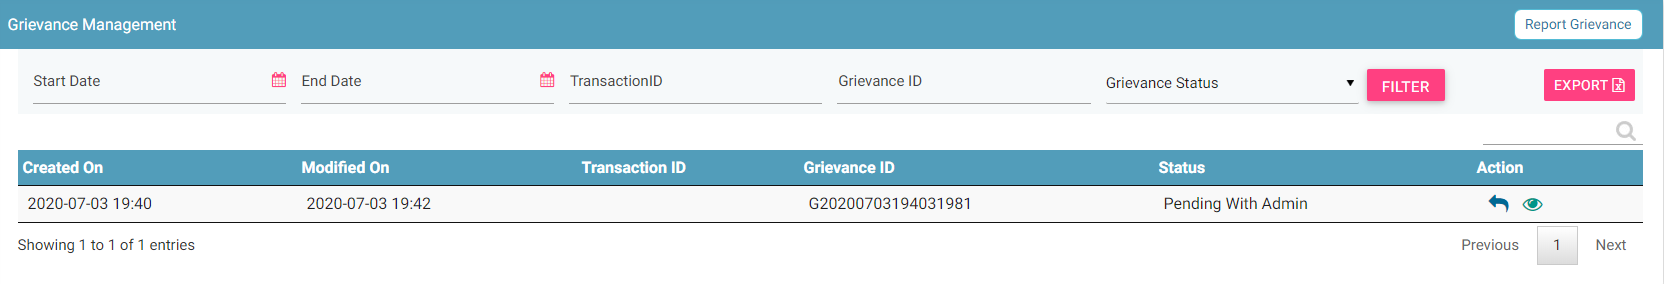 Grievance Management Report Grievance
Start Date End Date TransactionID Grievance ID Grievance Status FILTER EXPORT
Created On Modified On Transaction ID Grievance ID Status Action
2020-07-03 19:40 2020-07-03 19:42 G20200703194031981 Pending With Admin
Showing 1 to 1 of 1 entries Previous 1 Next